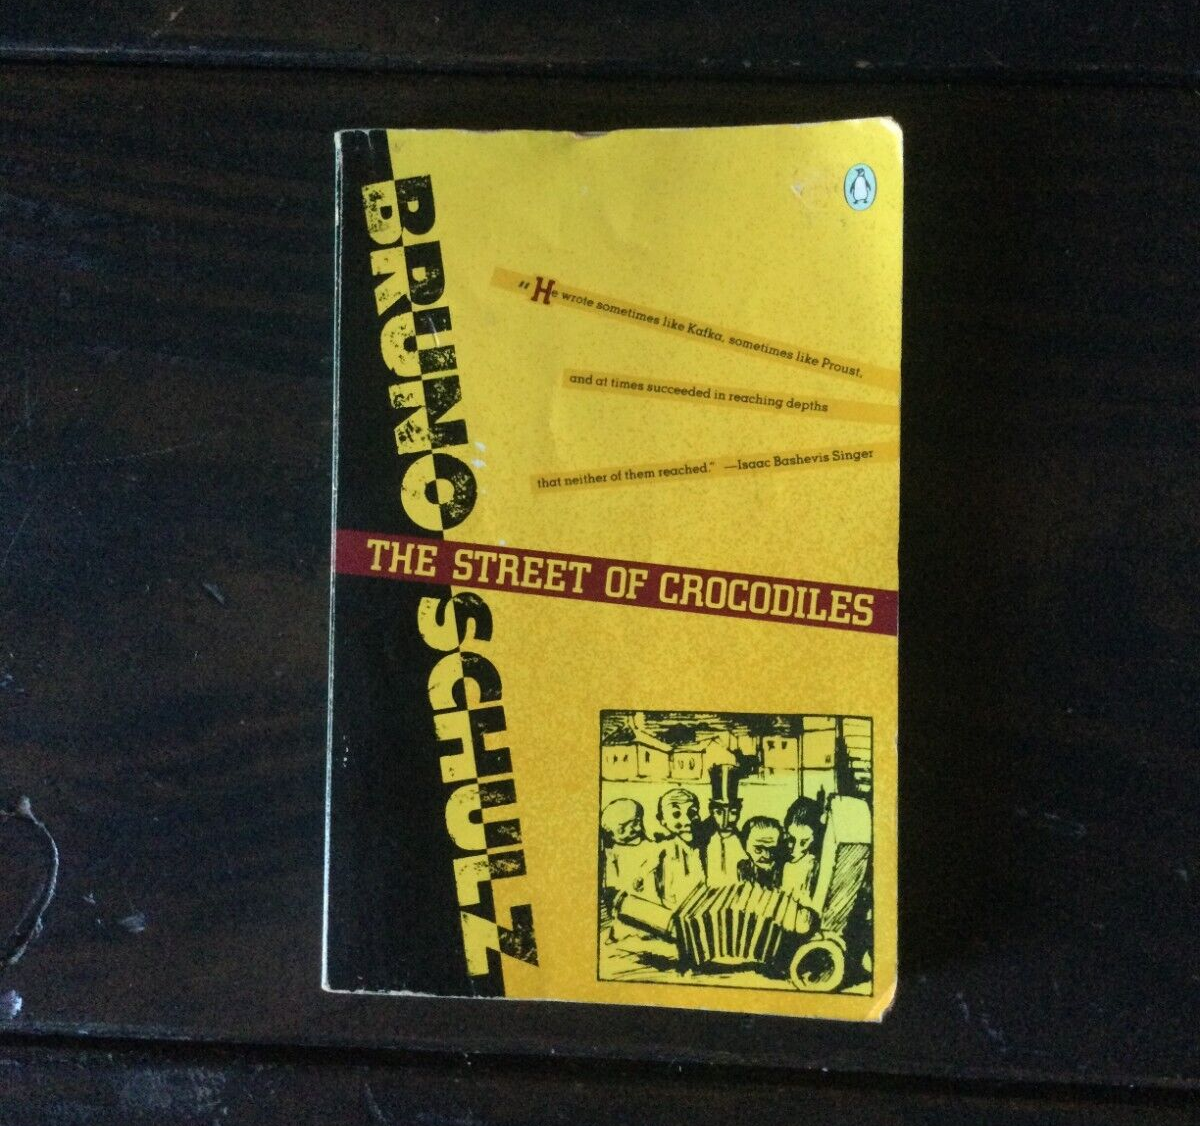 BRUNO SCHULZ
"He wrote sometimes like Kafka, sometimes like Proust,
and at times succeeded in reaching depths
that neither of them reached." —Isaac Bashevis Singer
THE STREET OF CROCODILES